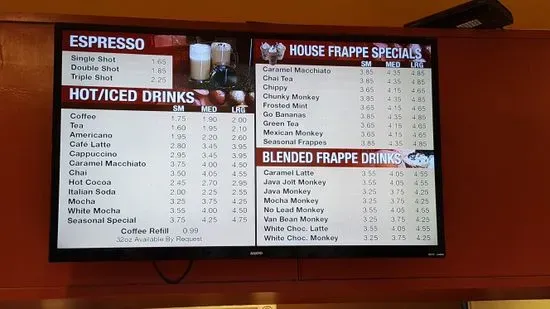 ESPRESSO
Single Shot 1.65
Double Shot 1.85
Triple Shot 2.25
HOT/ICED DRINKS
SM MED LRG
Coffee 1.75 1.90 2.00
Tea 1.60 1.95 2.10
Americano 1.95 2.20 2.60
Café Latte 2.80 3.45 3.95
Cappuccino 2.95 3.45 3.95
Caramel Macchiato 3.75 4.00 4.50
Chai 3.50 4.05 4.55
Hot Cocoa 2.45 2.70 2.95
Italian Soda 2.00 2.25 2.55
Mocha 3.25 3.75 4.25
White Mocha 3.55 4.00 4.50
Seasonal Special 3.75 4.25 4.75
Coffee Refill 0.99
32oz Available By Request
HOUSE FRAPPE SPECIALS
SM MED LRG
Caramel Macchiato 3.85 4.35 4.85
Chai Tea 3.85 4.35 4.85
Chippy 3.65 4.15 4.65
Chunky Monkey 3.85 4.35 4.85
Frosted Mint 3.65 4.15 4.65
Go Bananas 3.85 4.35 4.85
Green Tea 3.65 4.15 4.65
Mexican Monkey 3.65 4.15 4.65
Seasonal Frappes 3.85 4.35 4.85
BLENDED FRAPPE DRINKS
SM MED LRG
Caramel Latte 3.55 4.05 4.55
Java Jolt Monkey 3.55 4.05 4.55
Java Monkey 3.25 3.75 4.25
Mocha Monkey 3.25 3.75 4.25
No Lead Monkey 3.55 4.05 4.55
Van Bean Monkey 3.25 3.75 4.25
White Choc. Latte 3.55 4.05 4.55
White Choc. Monkey 3.25 3.75 4.25
SANYO